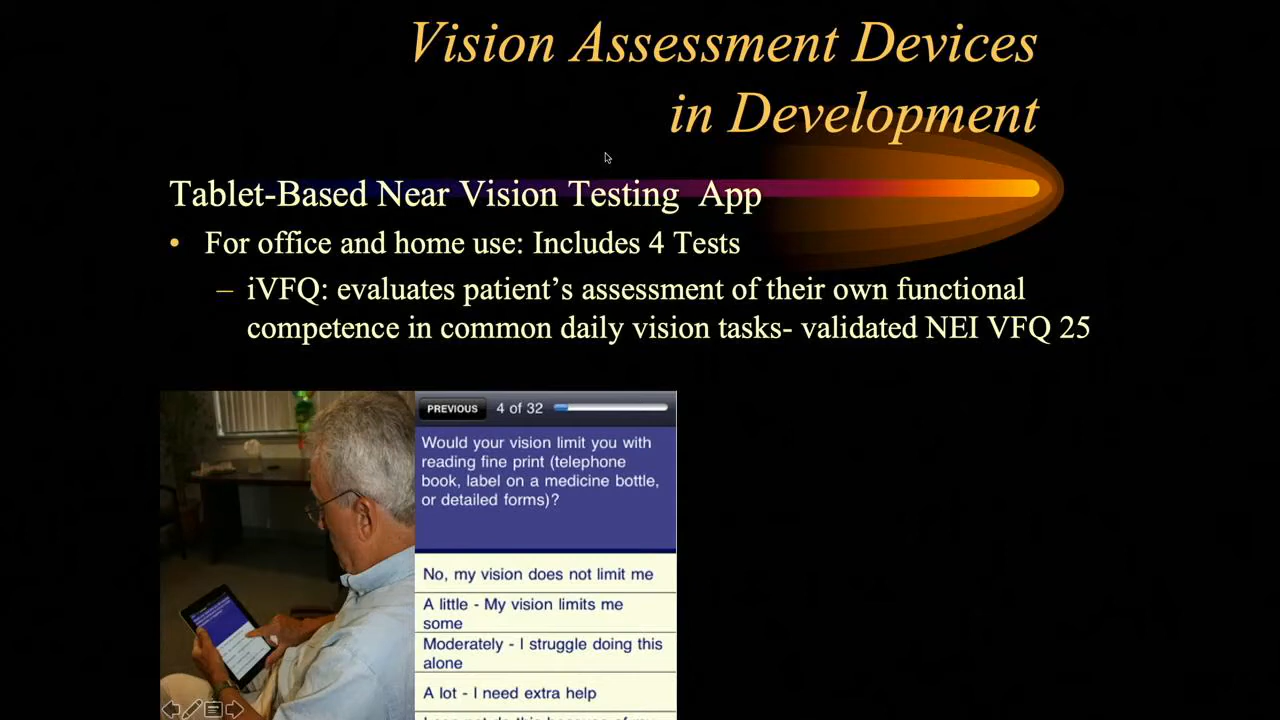 Vision Assessment Devices
in Development
Tablet-Based Near Vision Testing App
• For office and home use: Includes 4 Tests
– iVFQ: evaluates patient's assessment of their own functional
competence in common daily vision tasks- validated NEI VFQ 25
PREVIOUS 4 of 32
Would your vision limit you with
reading fine print (telephone
book, label on a medicine bottle,
or detailed forms)?
No, my vision does not limit me
A little - My vision limits me
some
Moderately - I struggle doing this
alone
A lot - I need extra help